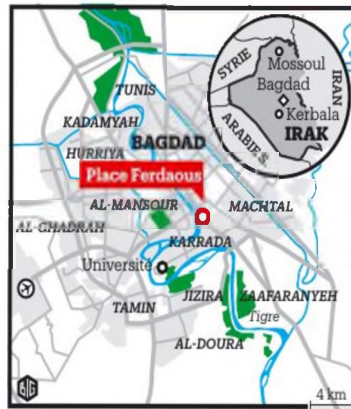 SYRIE
Mossoul
IRAN
Bagdad
Kerbala
IRAK
ARABIE S.
TUNIS
KADAMYAH
BAGDAD
HURRIYA
Place Ferdaous
AL-MANSOUR
MACHTAL
AL-GHADRAH
KARRADA
Université
JIZIRA
ZAAFARANYEH
TAMIN
Tigre
AL-DOURA
4 km